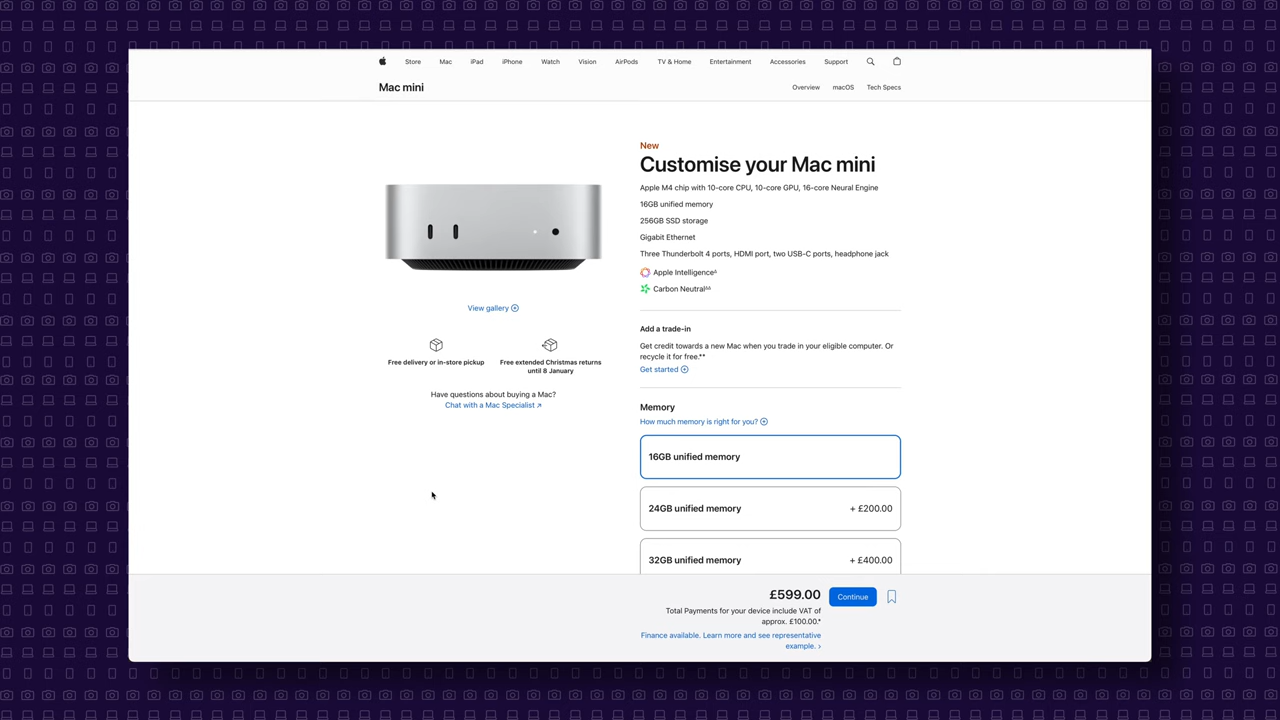 Store Mac iPad iPhone Watch Vision AirPods TV & Home Entertainment Accessories Support
Mac mini
Overview macOS Tech Specs
New
Customise your Mac mini
Apple M4 chip with 10-core CPU, 10-core GPU, 16-core Neural Engine
16GB unified memory
256GB SSD storage
Gigabit Ethernet
Three Thunderbolt 4 ports, HDMI port, two USB-C ports, headphone jack
Apple Intelligence∆
Carbon Neutral∆∆
View gallery
Free delivery or in-store pickup
Free extended Christmas returns
until 8 January
Have questions about buying a Mac?
Chat with a Mac Specialist ↗
Add a trade-in
Get credit towards a new Mac when you trade in your eligible computer. Or
recycle it for free.**
Get started
Memory
How much memory is right for you?
16GB unified memory
24GB unified memory + £200.00
32GB unified memory + £400.00
£599.00
Continue
Total Payments for your device include VAT of
approx. £100.00.*
Finance available. Learn more and see representative
example. ›